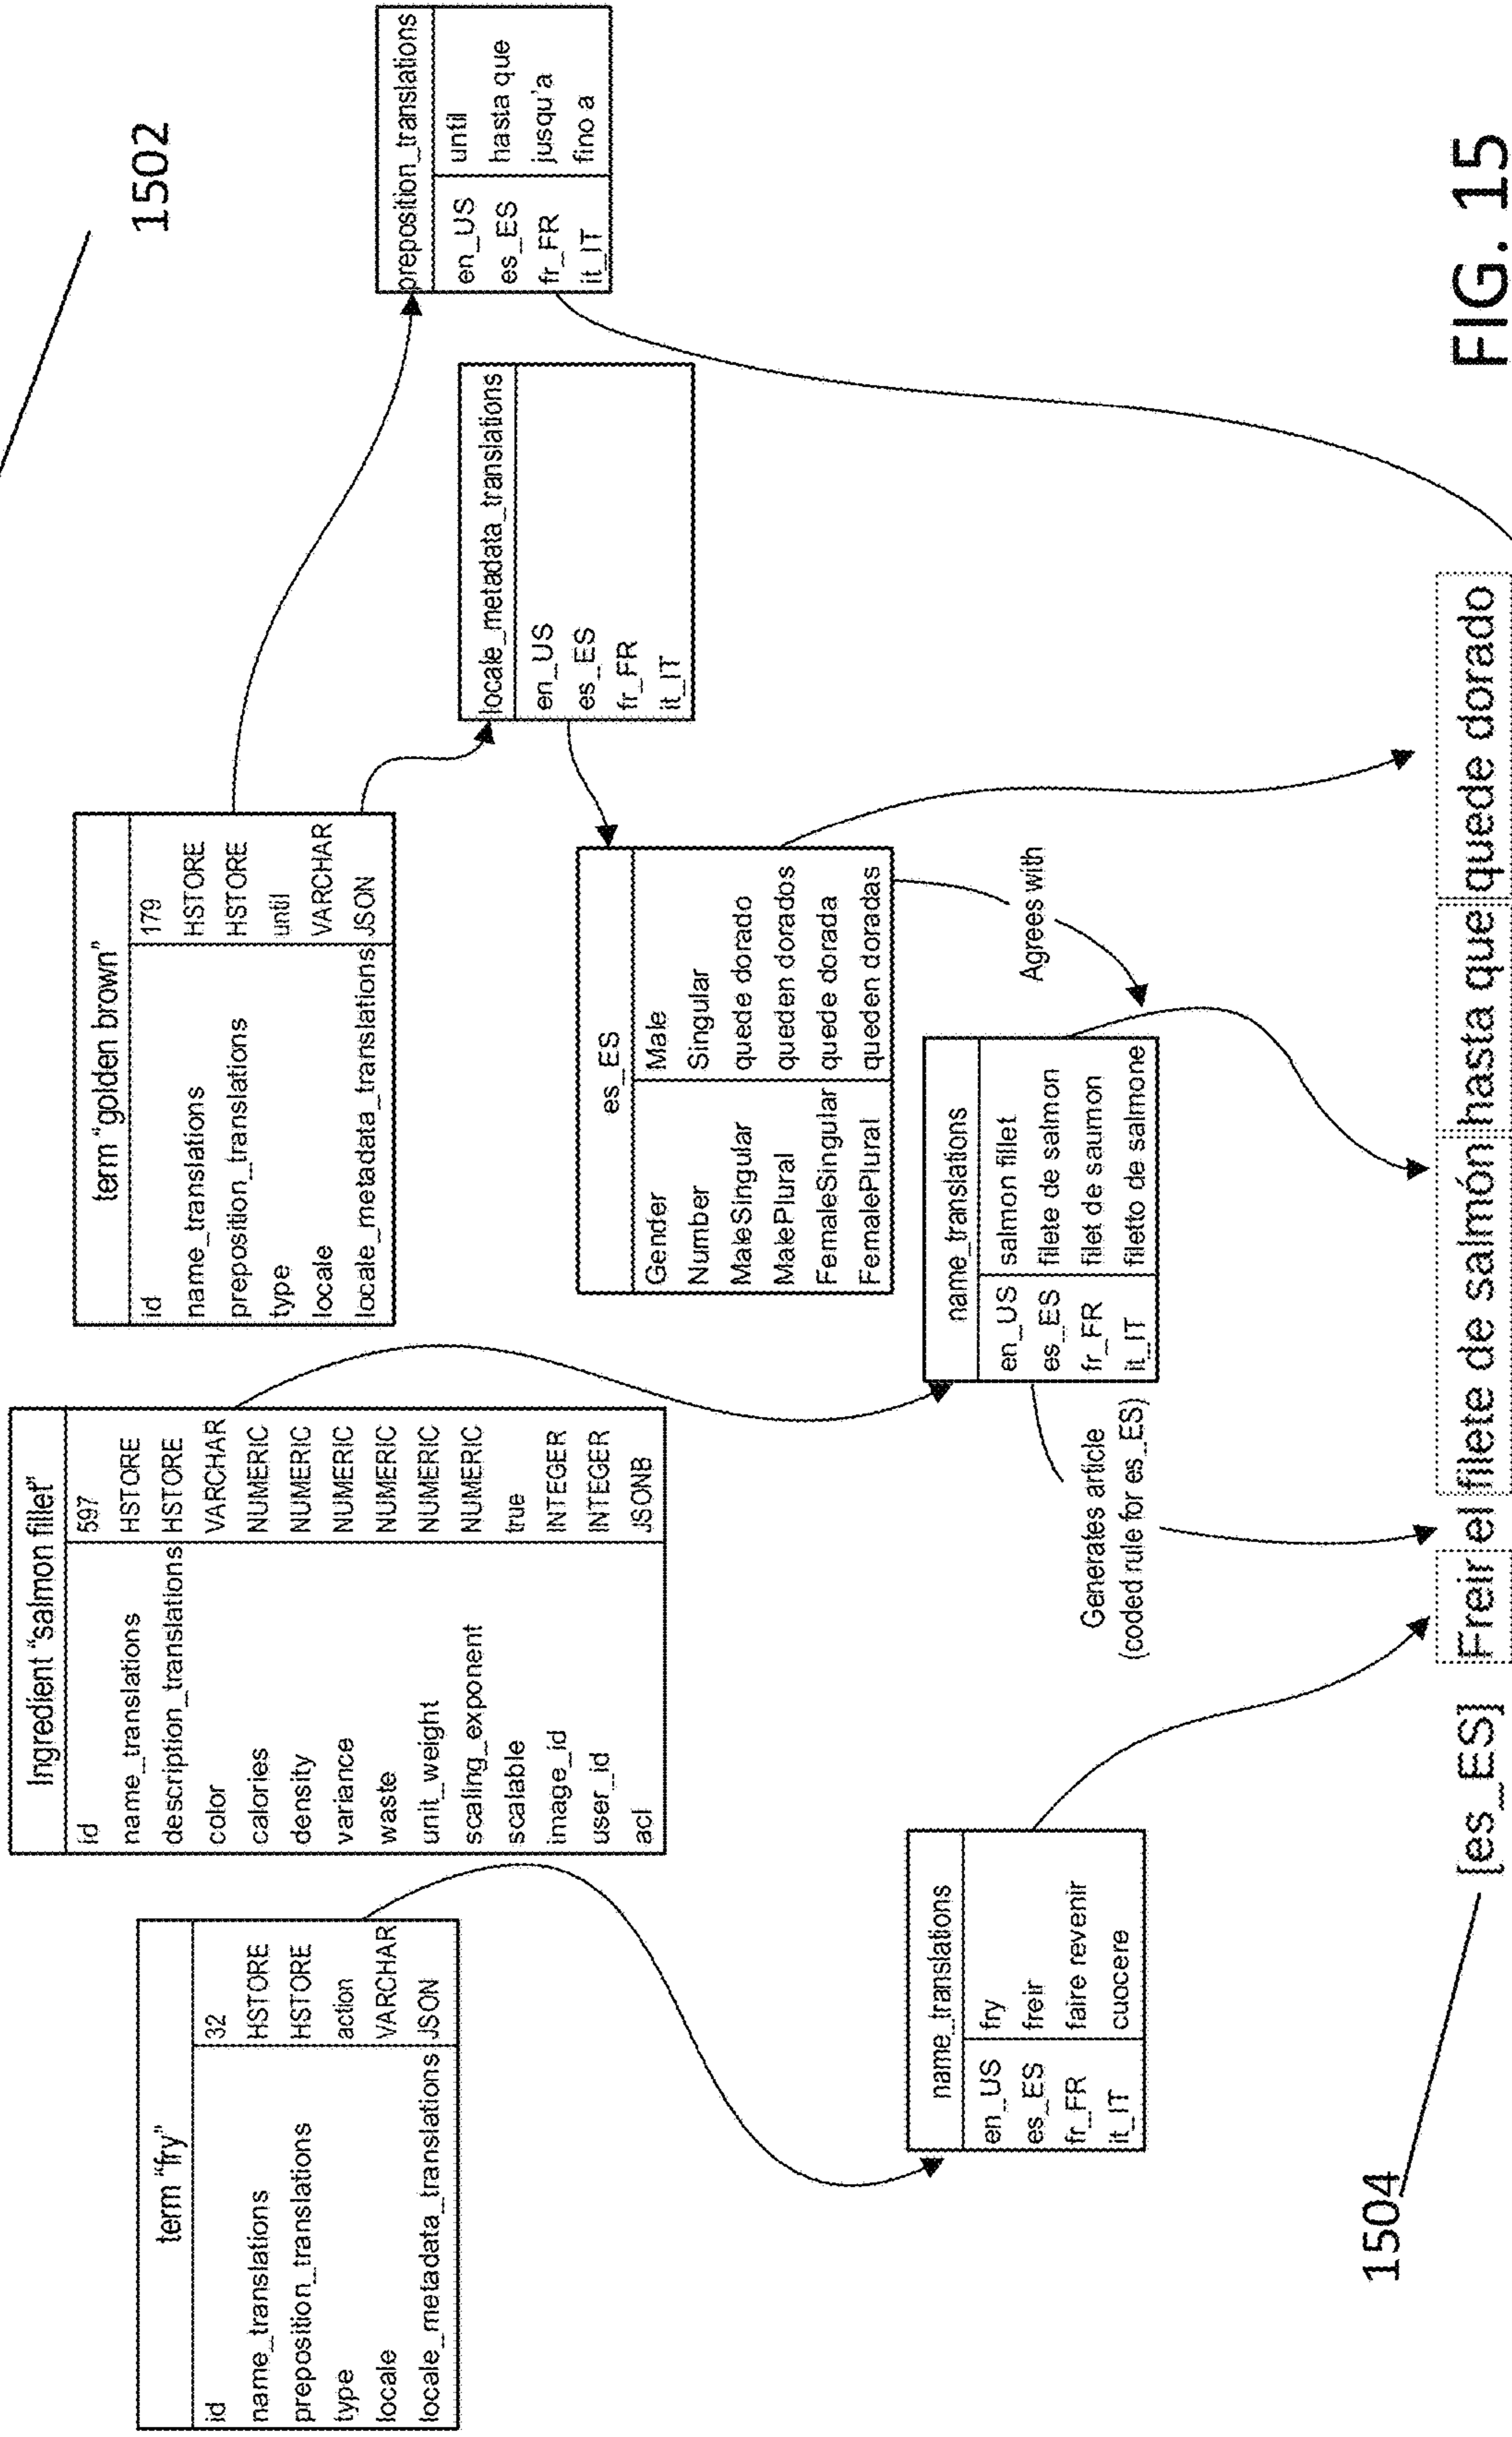 1502
term "fry"
id 32
name_translations HSTORE
preposition_translations HSTORE
type action
locale VARCHAR
locale_metadata_translations JSON
Ingredient "salmon fillet"
id 597
name_translations HSTORE
description_translations HSTORE
color VARCHAR
calories NUMERIC
density NUMERIC
variance NUMERIC
waste NUMERIC
unit_weight NUMERIC
scaling_exponent NUMERIC
scalable true
image_id INTEGER
user_id INTEGER
acl JSONB
term "golden brown"
id 179
name_translations HSTORE
preposition_translations HSTORE
type until
locale VARCHAR
locale_metadata_translations JSON
preposition_translations
en_US until
es_ES hasta que
fr_FR jusqu'a
it_IT fino a
locale_metadata_translations
en_US
es_ES
fr_FR
it_IT
es_ES
Gender Male
Number Singular
MaleSingular quede dorado
MalePlural queden dorados
FemaleSingular quede dorada
FemalePlural queden doradas
Agrees with
name_translations
en_US fry
es_ES freir
fr_FR faire revenir
it_IT cuocere
name_translations
en_US salmon fillet
es_ES filete de salmon
fr_FR filet de saumon
it_IT filetto de salmone
Generates article
(coded rule for es_ES)
1504
[es_ES] Freir el filete de salmón hasta que quede dorado
FIG. 15